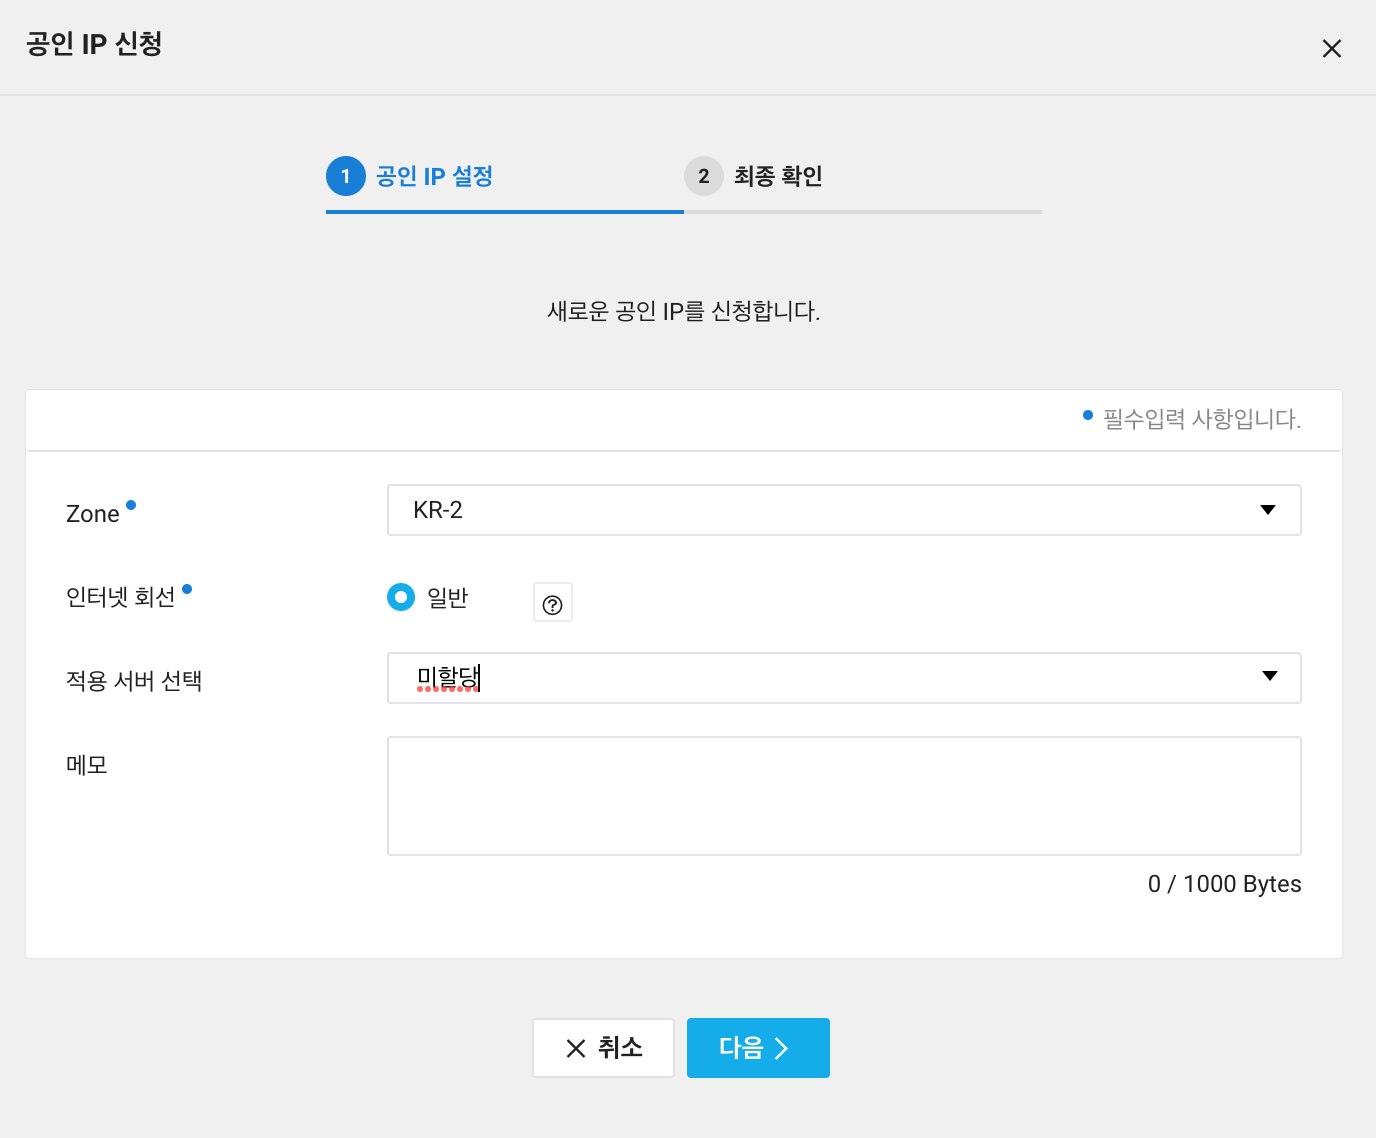 공인 IP 신청
1 공인 IP 설정
2 최종 확인
새로운 공인 IP를 신청합니다.
필수입력 사항입니다.
Zone
KR-2
인터넷 회선
일반
?
적용 서버 선택
미할당
메모
0 / 1000 Bytes
취소
다음